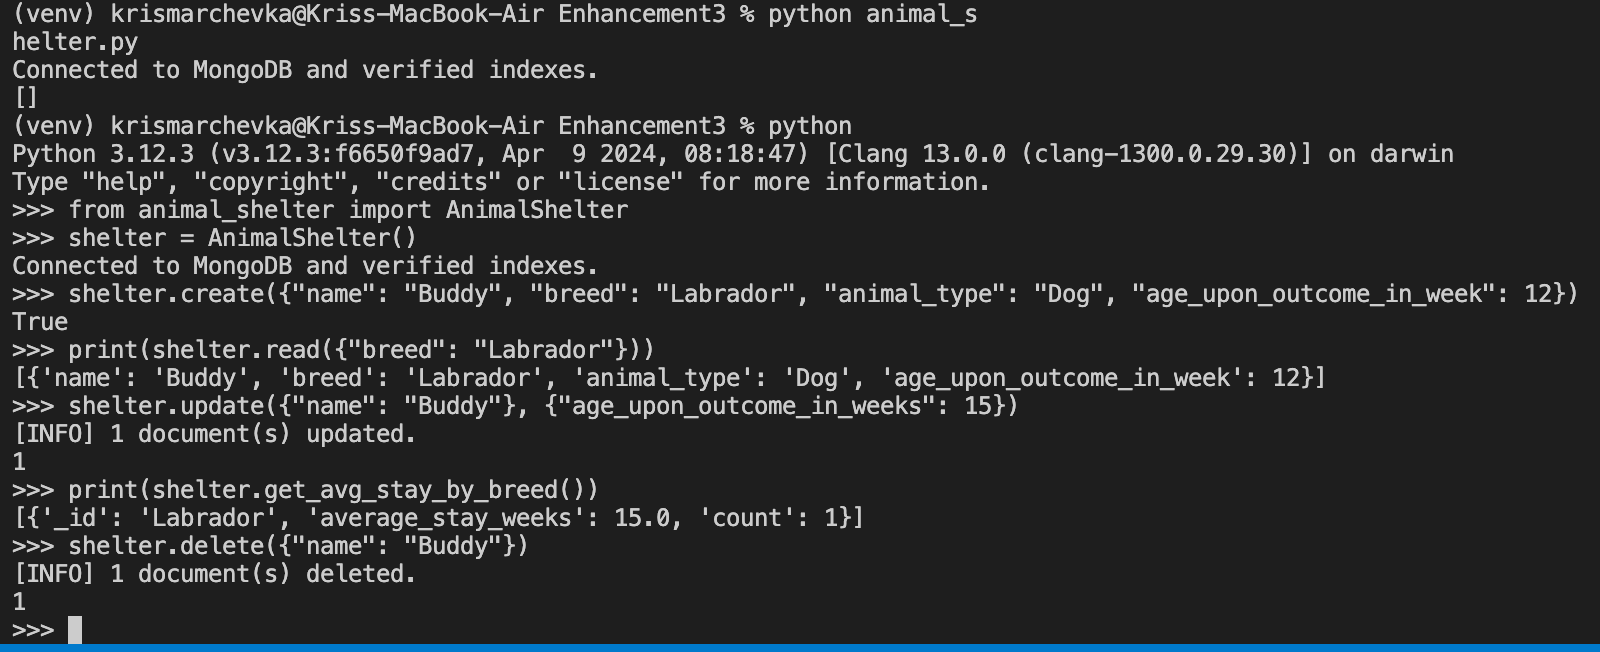 (venv) krismarchevka@Kriss-MacBook-Air Enhancement3 % python animal_s
helter.py
Connected to MongoDB and verified indexes.
[]
(venv) krismarchevka@Kriss-MacBook-Air Enhancement3 % python
Python 3.12.3 (v3.12.3:f6650f9ad7, Apr  9 2024, 08:18:47) [Clang 13.0.0 (clang-1300.0.29.30)] on darwin
Type "help", "copyright", "credits" or "license" for more information.
>>> from animal_shelter import AnimalShelter
>>> shelter = AnimalShelter()
Connected to MongoDB and verified indexes.
>>> shelter.create({"name": "Buddy", "breed": "Labrador", "animal_type": "Dog", "age_upon_outcome_in_week": 12})
True
>>> print(shelter.read({"breed": "Labrador"}))
[{'name': 'Buddy', 'breed': 'Labrador', 'animal_type': 'Dog', 'age_upon_outcome_in_week': 12}]
>>> shelter.update({"name": "Buddy"}, {"age_upon_outcome_in_weeks": 15})
[INFO] 1 document(s) updated.
1
>>> print(shelter.get_avg_stay_by_breed())
[{'_id': 'Labrador', 'average_stay_weeks': 15.0, 'count': 1}]
>>> shelter.delete({"name": "Buddy"})
[INFO] 1 document(s) deleted.
1
>>>